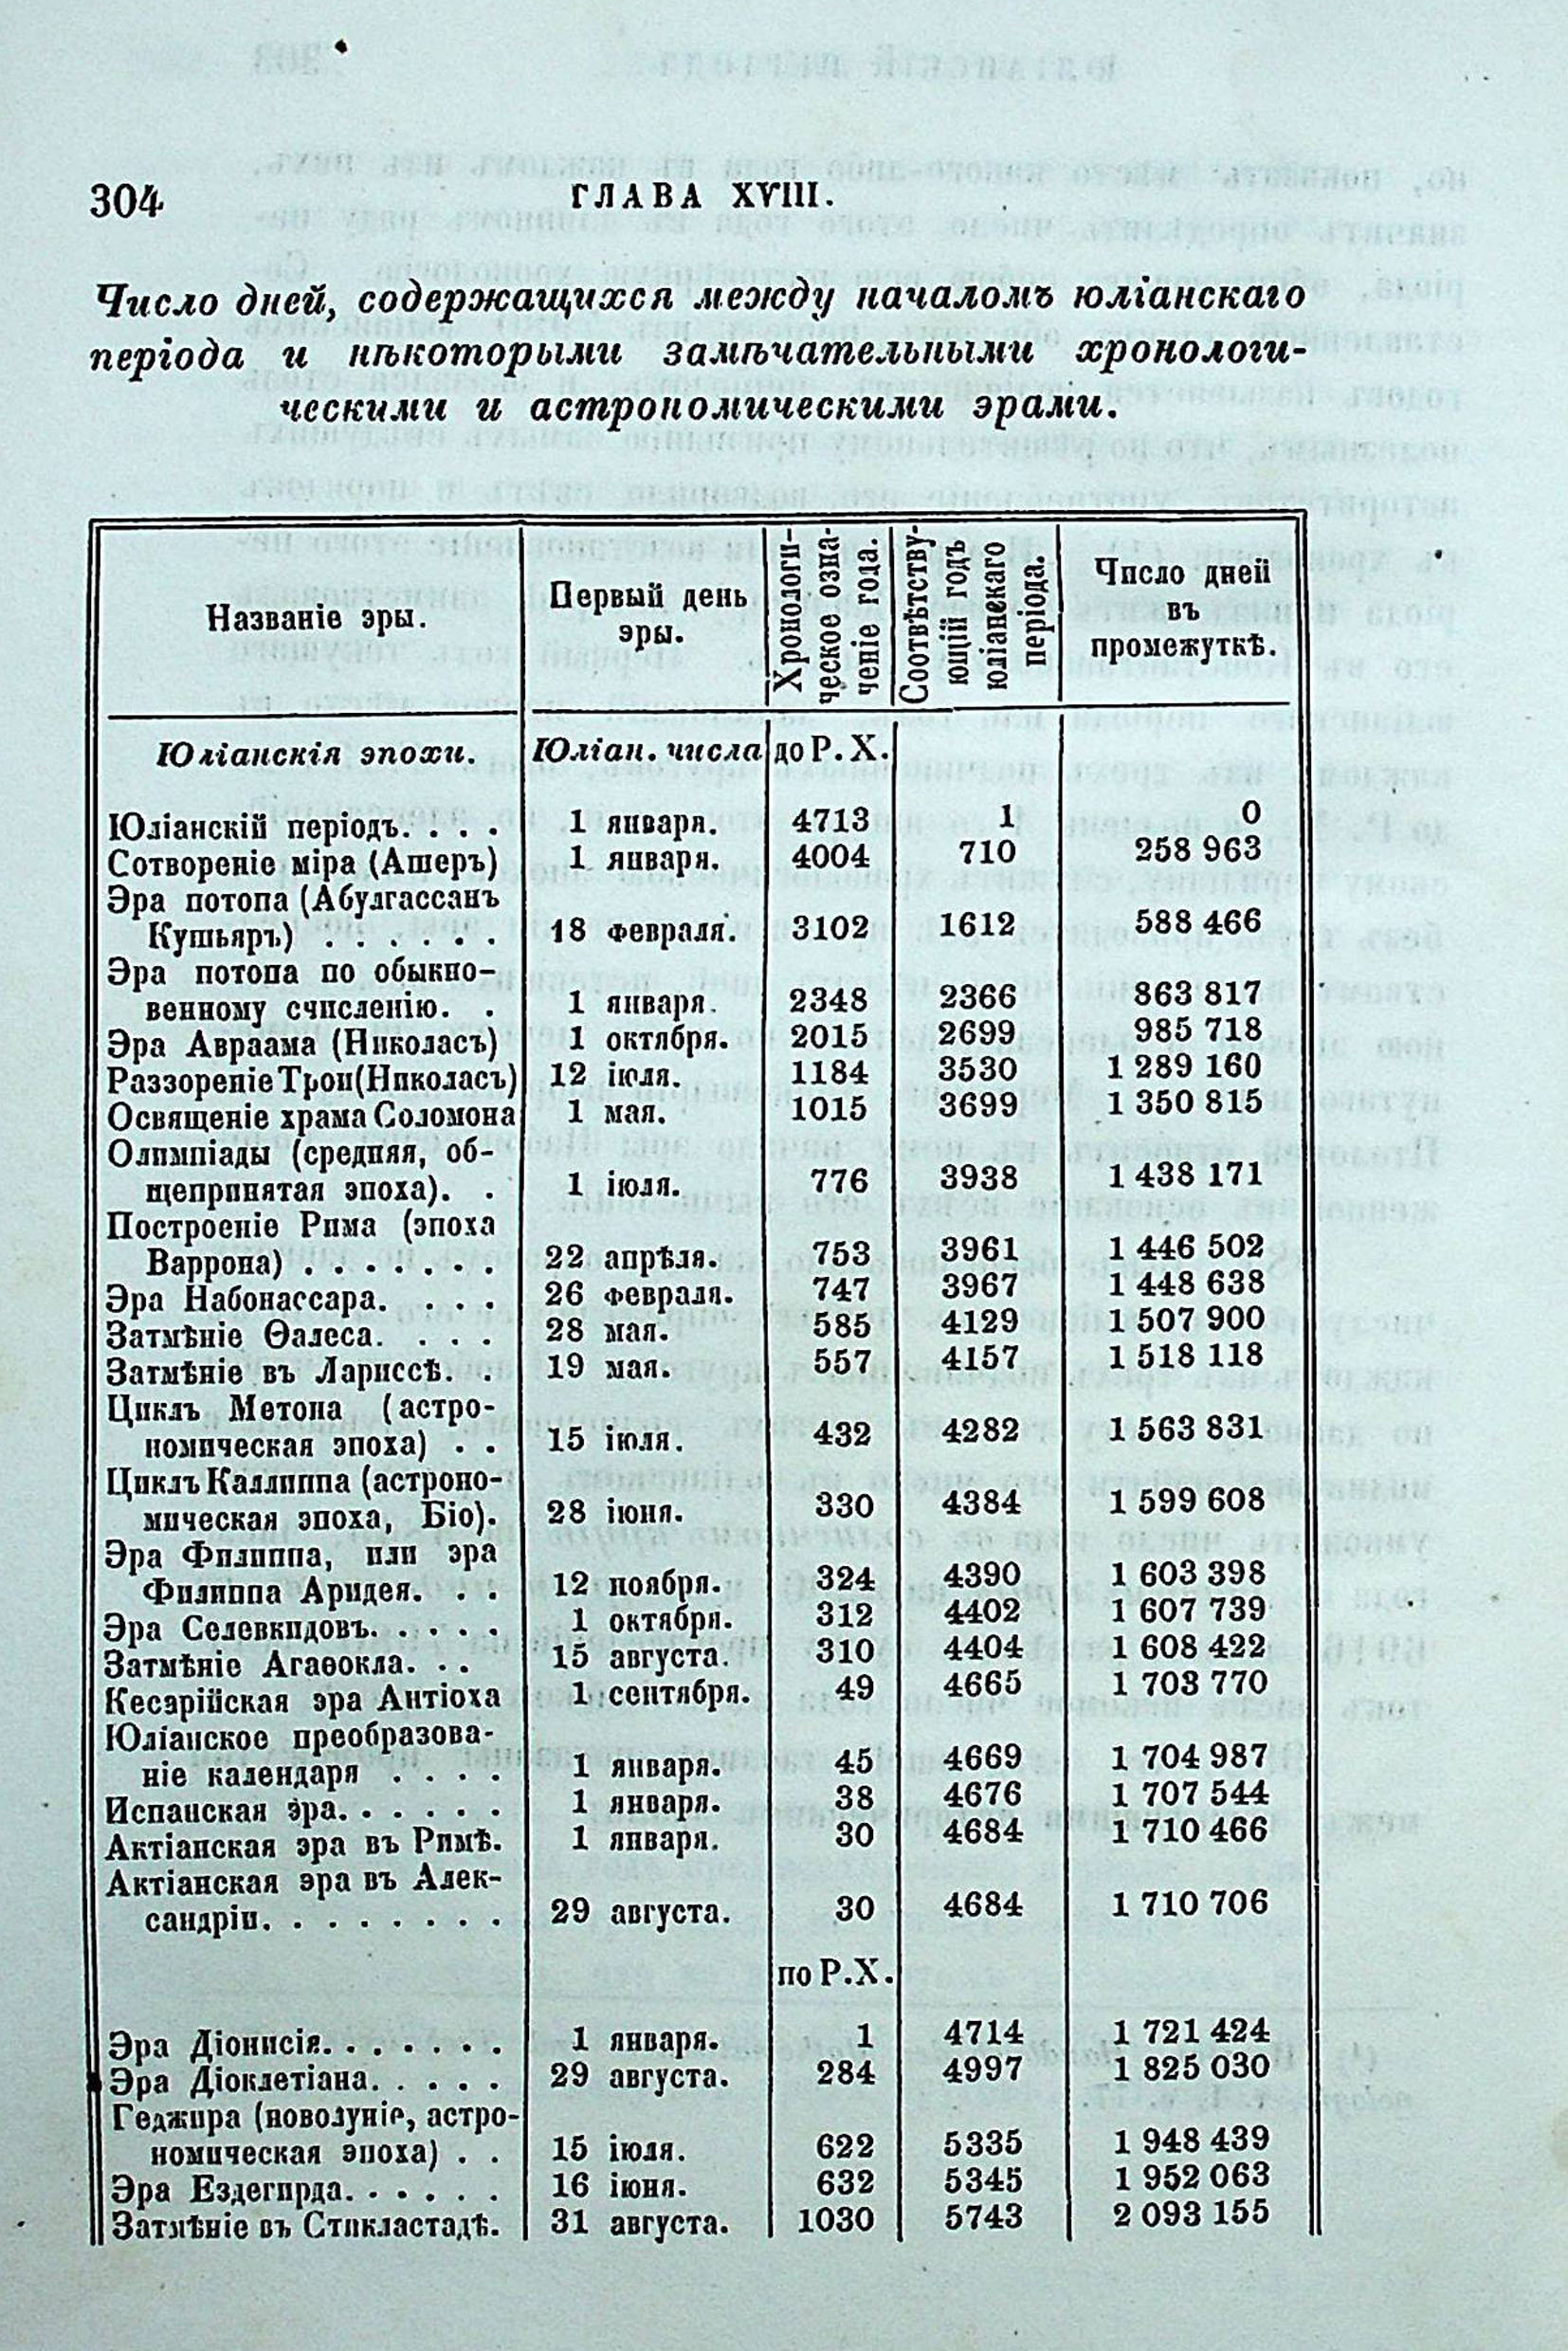 304
ГЛАВА XVIII.
Число дней, содержащихся между началомъ юліанскаго
періода и нѣкоторыми замѣчательными хронологи-
ческими и астрономическими эрами.
Названіе эры.
Первый день
эры.
Хронологи-
ческое озна-
ченіе года.
Соотвѣтству-
ющій годъ
юліанскаго
періода.
Число дней
въ
промежуткѣ.
Юліанскія эпохи. Юліан. числа до Р. Х.
Юліанскій періодъ. . . . 1 января. 4713 1 0
Сотвореніе міра (Ашеръ) 1 января. 4004 710 258 963
Эра потопа (Абулгассанъ
Кушьяръ) . . . . . . 18 февраля. 3102 1612 588 466
Эра потопа по обыкно-
венному счисленію. . 1 января. 2348 2366 863 817
Эра Авраама (Николасъ) 1 октября. 2015 2699 985 718
Раззореніе Трои (Николасъ) 12 іюля. 1184 3530 1 289 160
Освященіе храма Соломона 1 мая. 1015 3699 1 350 815
Олимпіады (средняя, об-
щепринятая эпоха). . 1 іюля. 776 3938 1 438 171
Построеніе Рима (эпоха
Варрона) . . . . . . . 22 апрѣля. 753 3961 1 446 502
Эра Набонассара. . . . 26 февраля. 747 3967 1 448 638
Затмѣніе Ѳалеса. . . . 28 мая. 585 4129 1 507 900
Затмѣніе въ Лариссѣ. . 19 мая. 557 4157 1 518 118
Циклъ Метона (астро-
номическая эпоха) . . 15 іюля. 432 4282 1 563 831
Циклъ Каллиппа (астроно-
мическая эпоха, Біо). 28 іюня. 330 4384 1 599 608
Эра Филиппа, или эра
Филиппа Аридея. . . 12 ноября. 324 4390 1 603 398
Эра Селевкидовъ. . . . . 1 октября. 312 4402 1 607 739
Затмѣніе Агаѳокла. . . 15 августа. 310 4404 1 608 422
Кесарійская эра Антіоха 1 сентября. 49 4665 1 703 770
Юліанское преобразова-
ніе календаря . . . . 1 января. 45 4669 1 704 987
Испанская эра. . . . . . 1 января. 38 4676 1 707 544
Актіанская эра въ Римѣ. 1 января. 30 4684 1 710 466
Актіанская эра въ Алек-
сандріи. . . . . . . . . 29 августа. 30 4684 1 710 706
по Р.Х.
Эра Діонисія. . . . . . . 1 января. 1 4714 1 721 424
Эра Діоклетіана. . . . . 29 августа. 284 4997 1 825 030
Геджира (новолуніе, астро-
номическая эпоха) . . 15 іюля. 622 5335 1 948 439
Эра Ездегирда. . . . . . 16 іюня. 632 5345 1 952 063
Затмѣніе въ Стикластадѣ. 31 августа. 1030 5743 2 093 155